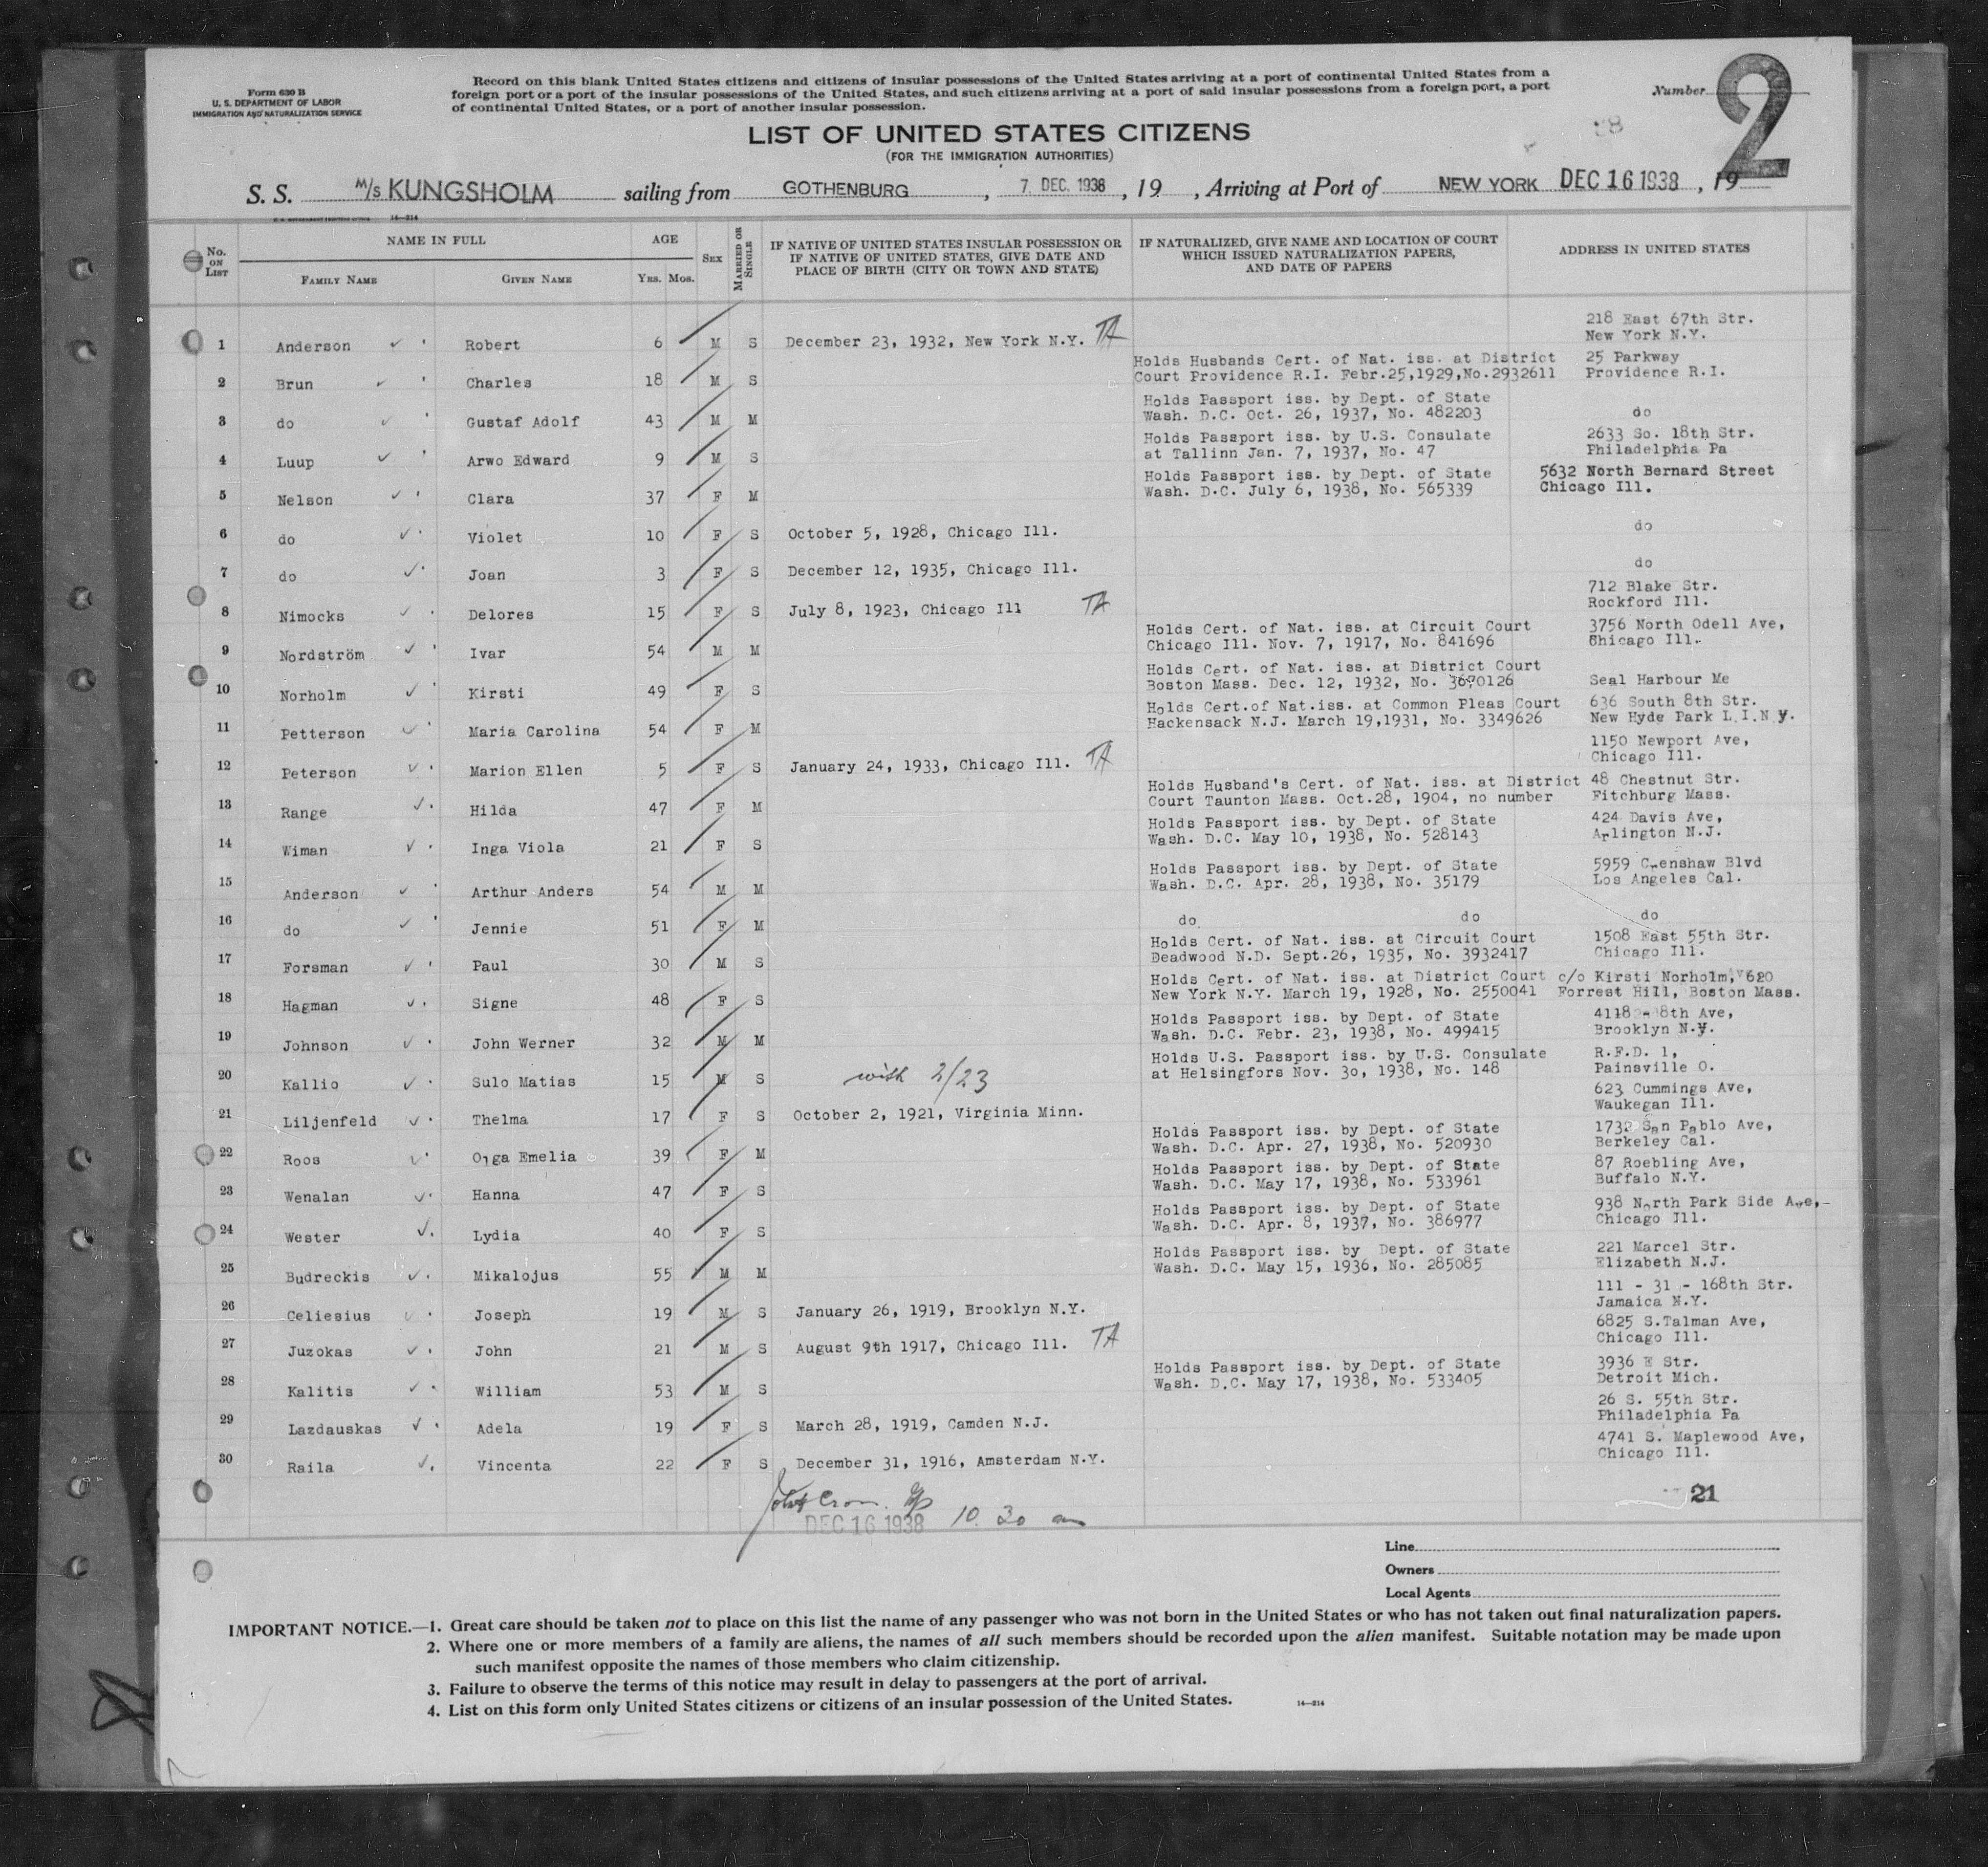 Form 630 B
U. S. DEPARTMENT OF LABOR
IMMIGRATION AND NATURALIZATION SERVICE
Record on this blank United States citizens and citizens of insular possessions of the United States arriving at a port of continental United States from a
foreign port or a port of the insular possessions of the United States, and such citizens arriving at a port of said insular possessions from a foreign port, a port
of continental United States, or a port of another insular possession.
Number 2
LIST OF UNITED STATES CITIZENS
(FOR THE IMMIGRATION AUTHORITIES)
S. S. M/S KUNGSHOLM sailing from GOTHENBURG, 7. DEC. 1938, 19 , Arriving at Port of NEW YORK DEC 16 1938, 19
14—214
No. ON LIST
NAME IN FULL
FAMILY NAME GIVEN NAME
AGE
YRS. MOS.
SEX
MARRIED OR SINGLE
IF NATIVE OF UNITED STATES INSULAR POSSESSION OR
IF NATIVE OF UNITED STATES, GIVE DATE AND
PLACE OF BIRTH (CITY OR TOWN AND STATE)
IF NATURALIZED, GIVE NAME AND LOCATION OF COURT
WHICH ISSUED NATURALIZATION PAPERS,
AND DATE OF PAPERS
ADDRESS IN UNITED STATES
218 East 67th Str.
1 Anderson Robert 6 M S December 23, 1932, New York N.Y. TA New York N.Y.
Holds Husbands Cert. of Nat. iss. at District 25 Parkway
2 Brun Charles 18 M S Court Providence R.I. Febr.25,1929,No.2932611 Providence R.I.
Holds Passport iss. by Dept. of State
3 do Gustaf Adolf 43 M M Wash. D.C. Oct. 26, 1937, No. 482203 do
Holds Passport iss. by U.S. Consulate 2633 So. 18th Str.
4 Luup Arwo Edward 9 M S at Tallinn Jan. 7, 1937, No. 47 Philadelphia Pa
Holds Passport iss. by Dept. of State 5632 North Bernard Street
5 Nelson Clara 37 F M Wash. D.C. July 6, 1938, No. 565339 Chicago Ill.
6 do Violet 10 F S October 5, 1928, Chicago Ill. do
7 do Joan 3 F S December 12, 1935, Chicago Ill. do
712 Blake Str.
8 Nimocks Delores 15 F S July 8, 1923, Chicago Ill TA Rockford Ill.
Holds Cert. of Nat. iss. at Circuit Court 3756 North Odell Ave,
9 Nordström Ivar 54 M M Chicago Ill. Nov. 7, 1917, No. 841696 Chicago Ill.
Holds Cert. of Nat. iss. at District Court
10 Norholm Kirsti 49 F S Boston Mass. Dec. 12, 1932, No. 3670126 Seal Harbour Me
Holds Cert.of Nat.iss. at Common Pleas Court 636 South 8th Str.
11 Petterson Maria Carolina 54 F M Hackensack N.J. March 19,1931, No. 3349626 New Hyde Park L.I.N.Y.
1150 Newport Ave,
12 Peterson Marion Ellen 5 F S January 24, 1933, Chicago Ill. TA Chicago Ill.
Holds Husband's Cert. of Nat. iss. at District 48 Chestnut Str.
13 Range Hilda 47 F M Court Taunton Mass. Oct.28, 1904, no number Fitchburg Mass.
Holds Passport iss. by Dept. of State 424 Davis Ave,
14 Wiman Inga Viola 21 F S Wash. D.C. May 10, 1938, No. 528143 Arlington N.J.
Holds Passport iss. by Dept. of State 5959 Crenshaw Blvd
15 Anderson Arthur Anders 54 M M Wash. D.C. Apr. 28, 1938, No. 35179 Los Angeles Cal.
16 do Jennie 51 F M do do do
Holds Cert. of Nat. iss. at Circuit Court 1508 East 55th Str.
17 Forsman Paul 30 M S Deadwood N.D. Sept.26, 1935, No. 3932417 Chicago Ill.
Holds Cert. of Nat. iss. at District Court c/o Kirsti Norholm, 620
18 Hagman Signe 48 F S New York N.Y. March 19, 1928, No. 2550041 Forrest Hill, Boston Mass.
Holds Passport iss. by Dept. of State 4118 - 8th Ave,
19 Johnson John Werner 32 M M Wash. D.C. Febr. 23, 1938, No. 499415 Brooklyn N.Y.
Holds U.S. Passport iss. by U.S. Consulate R.F.D. 1,
20 Kallio Sulo Matias 15 M S with 2/23 at Helsingfors Nov. 30, 1938, No. 148 Painsville O.
623 Cummings Ave,
21 Liljenfeld Thelma 17 F S October 2, 1921, Virginia Minn. Waukegan Ill.
Holds Passport iss. by Dept. of State 1732 San Pablo Ave,
22 Roos Olga Emelia 39 F M Wash. D.C. Apr. 27, 1938, No. 520930 Berkeley Cal.
Holds Passport iss. by Dept. of State 87 Roebling Ave,
23 Wenalan Hanna 47 F S Wash. D.C. May 17, 1938, No. 533961 Buffalo N.Y.
Holds Passport iss. by Dept. of State 938 North Park Side Ave,
24 Wester Lydia 40 F S Wash. D.C. Apr. 8, 1937, No. 386977 Chicago Ill.
Holds Passport iss. by Dept. of State 221 Marcel Str.
25 Budreckis Mikalojus 55 M M Wash. D.C. May 15, 1936, No. 285085 Elizabeth N.J.
111 - 31 - 168th Str.
26 Celiesius Joseph 19 M S January 26, 1919, Brooklyn N.Y. Jamaica N.Y.
6825 S.Talman Ave,
27 Juzokas John 21 M S August 9th 1917, Chicago Ill. TA Chicago Ill.
Holds Passport iss. by Dept. of State 3936 E Str.
28 Kalitis William 53 M S Wash. D.C. May 17, 1938, No. 533405 Detroit Mich.
26 S. 55th Str.
29 Lazdauskas Adela 19 F S March 28, 1919, Camden N.J. Philadelphia Pa
4741 S. Maplewood Ave,
30 Raila Vincenta 22 F S December 31, 1916, Amsterdam N.Y. Chicago Ill.
21
DEC 16 1938 10 30 am
Line
Owners
Local Agents
IMPORTANT NOTICE.—1. Great care should be taken not to place on this list the name of any passenger who was not born in the United States or who has not taken out final naturalization papers.
2. Where one or more members of a family are aliens, the names of all such members should be recorded upon the alien manifest. Suitable notation may be made upon
such manifest opposite the names of those members who claim citizenship.
3. Failure to observe the terms of this notice may result in delay to passengers at the port of arrival.
4. List on this form only United States citizens or citizens of an insular possession of the United States.
14—214